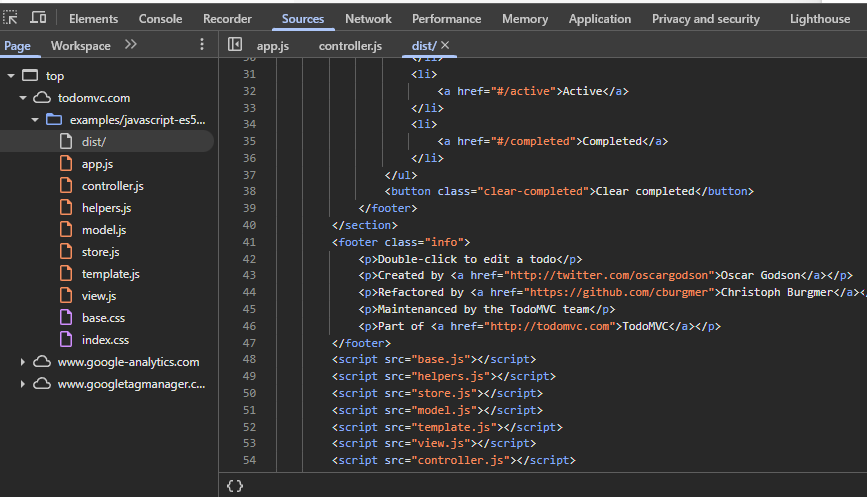 Elements Console Recorder Sources Network Performance Memory Application Privacy and security Lighthouse
Page Workspace
app.js controller.js dist/
top
todomvc.com
examples/javascript-es5...
dist/
app.js
controller.js
helpers.js
model.js
store.js
template.js
view.js
base.css
index.css
www.google-analytics.com
www.googletagmanager.c...
30 </li>
31 <li>
32 <a href="#/active">Active</a>
33 </li>
34 <li>
35 <a href="#/completed">Completed</a>
36 </li>
37 </ul>
38 <button class="clear-completed">Clear completed</button>
39 </footer>
40 </section>
41 <footer class="info">
42 <p>Double-click to edit a todo</p>
43 <p>Created by <a href="http://twitter.com/oscargodson">Oscar Godson</a></p>
44 <p>Refactored by <a href="https://github.com/cburgmer">Christoph Burgmer</a><
45 <p>Maintenanced by the TodoMVC team</p>
46 <p>Part of <a href="http://todomvc.com">TodoMVC</a></p>
47 </footer>
48 <script src="base.js"></script>
49 <script src="helpers.js"></script>
50 <script src="store.js"></script>
51 <script src="model.js"></script>
52 <script src="template.js"></script>
53 <script src="view.js"></script>
54 <script src="controller.js"></script>
{}